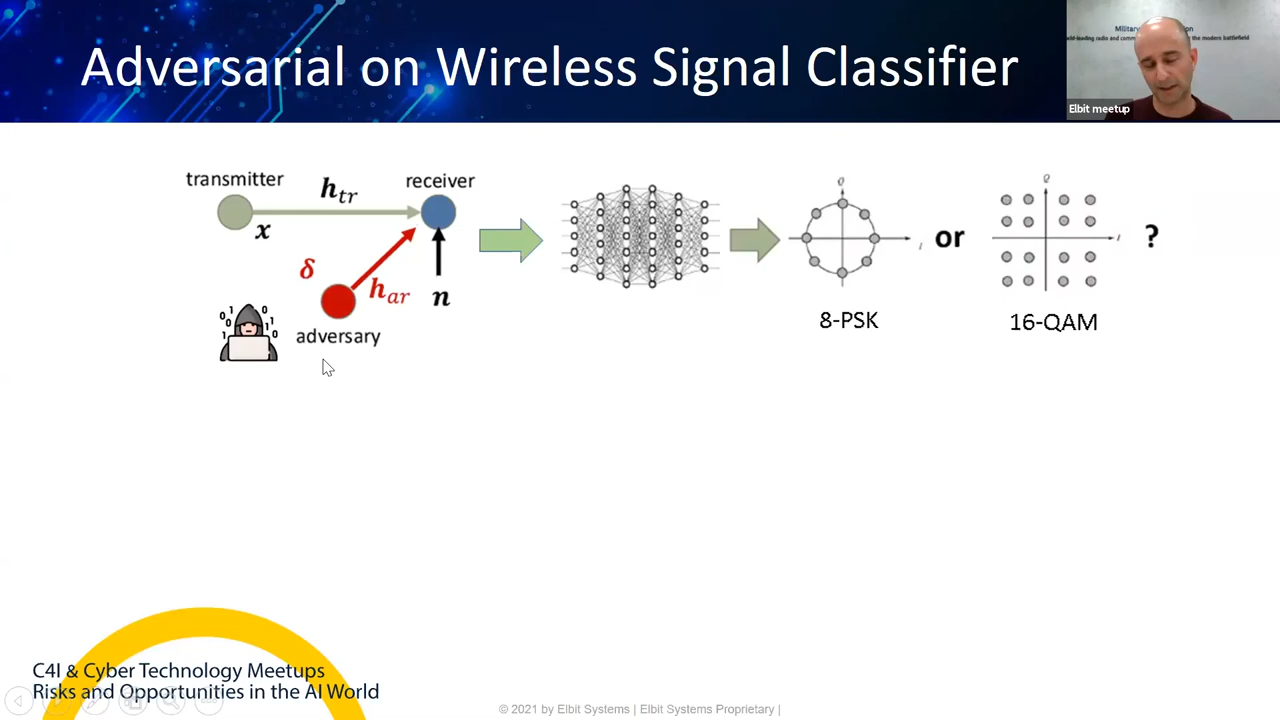 Adversarial on Wireless Signal Classifier
Elbit meetup
transmitter
receiver
h_tr
x
δ
h_ar
n
adversary
or
?
Q
I
8-PSK
Q
I
16-QAM
C4I & Cyber Technology Meetups
Risks and Opportunities in the AI World
© 2021 by Elbit Systems | Elbit Systems Proprietary |